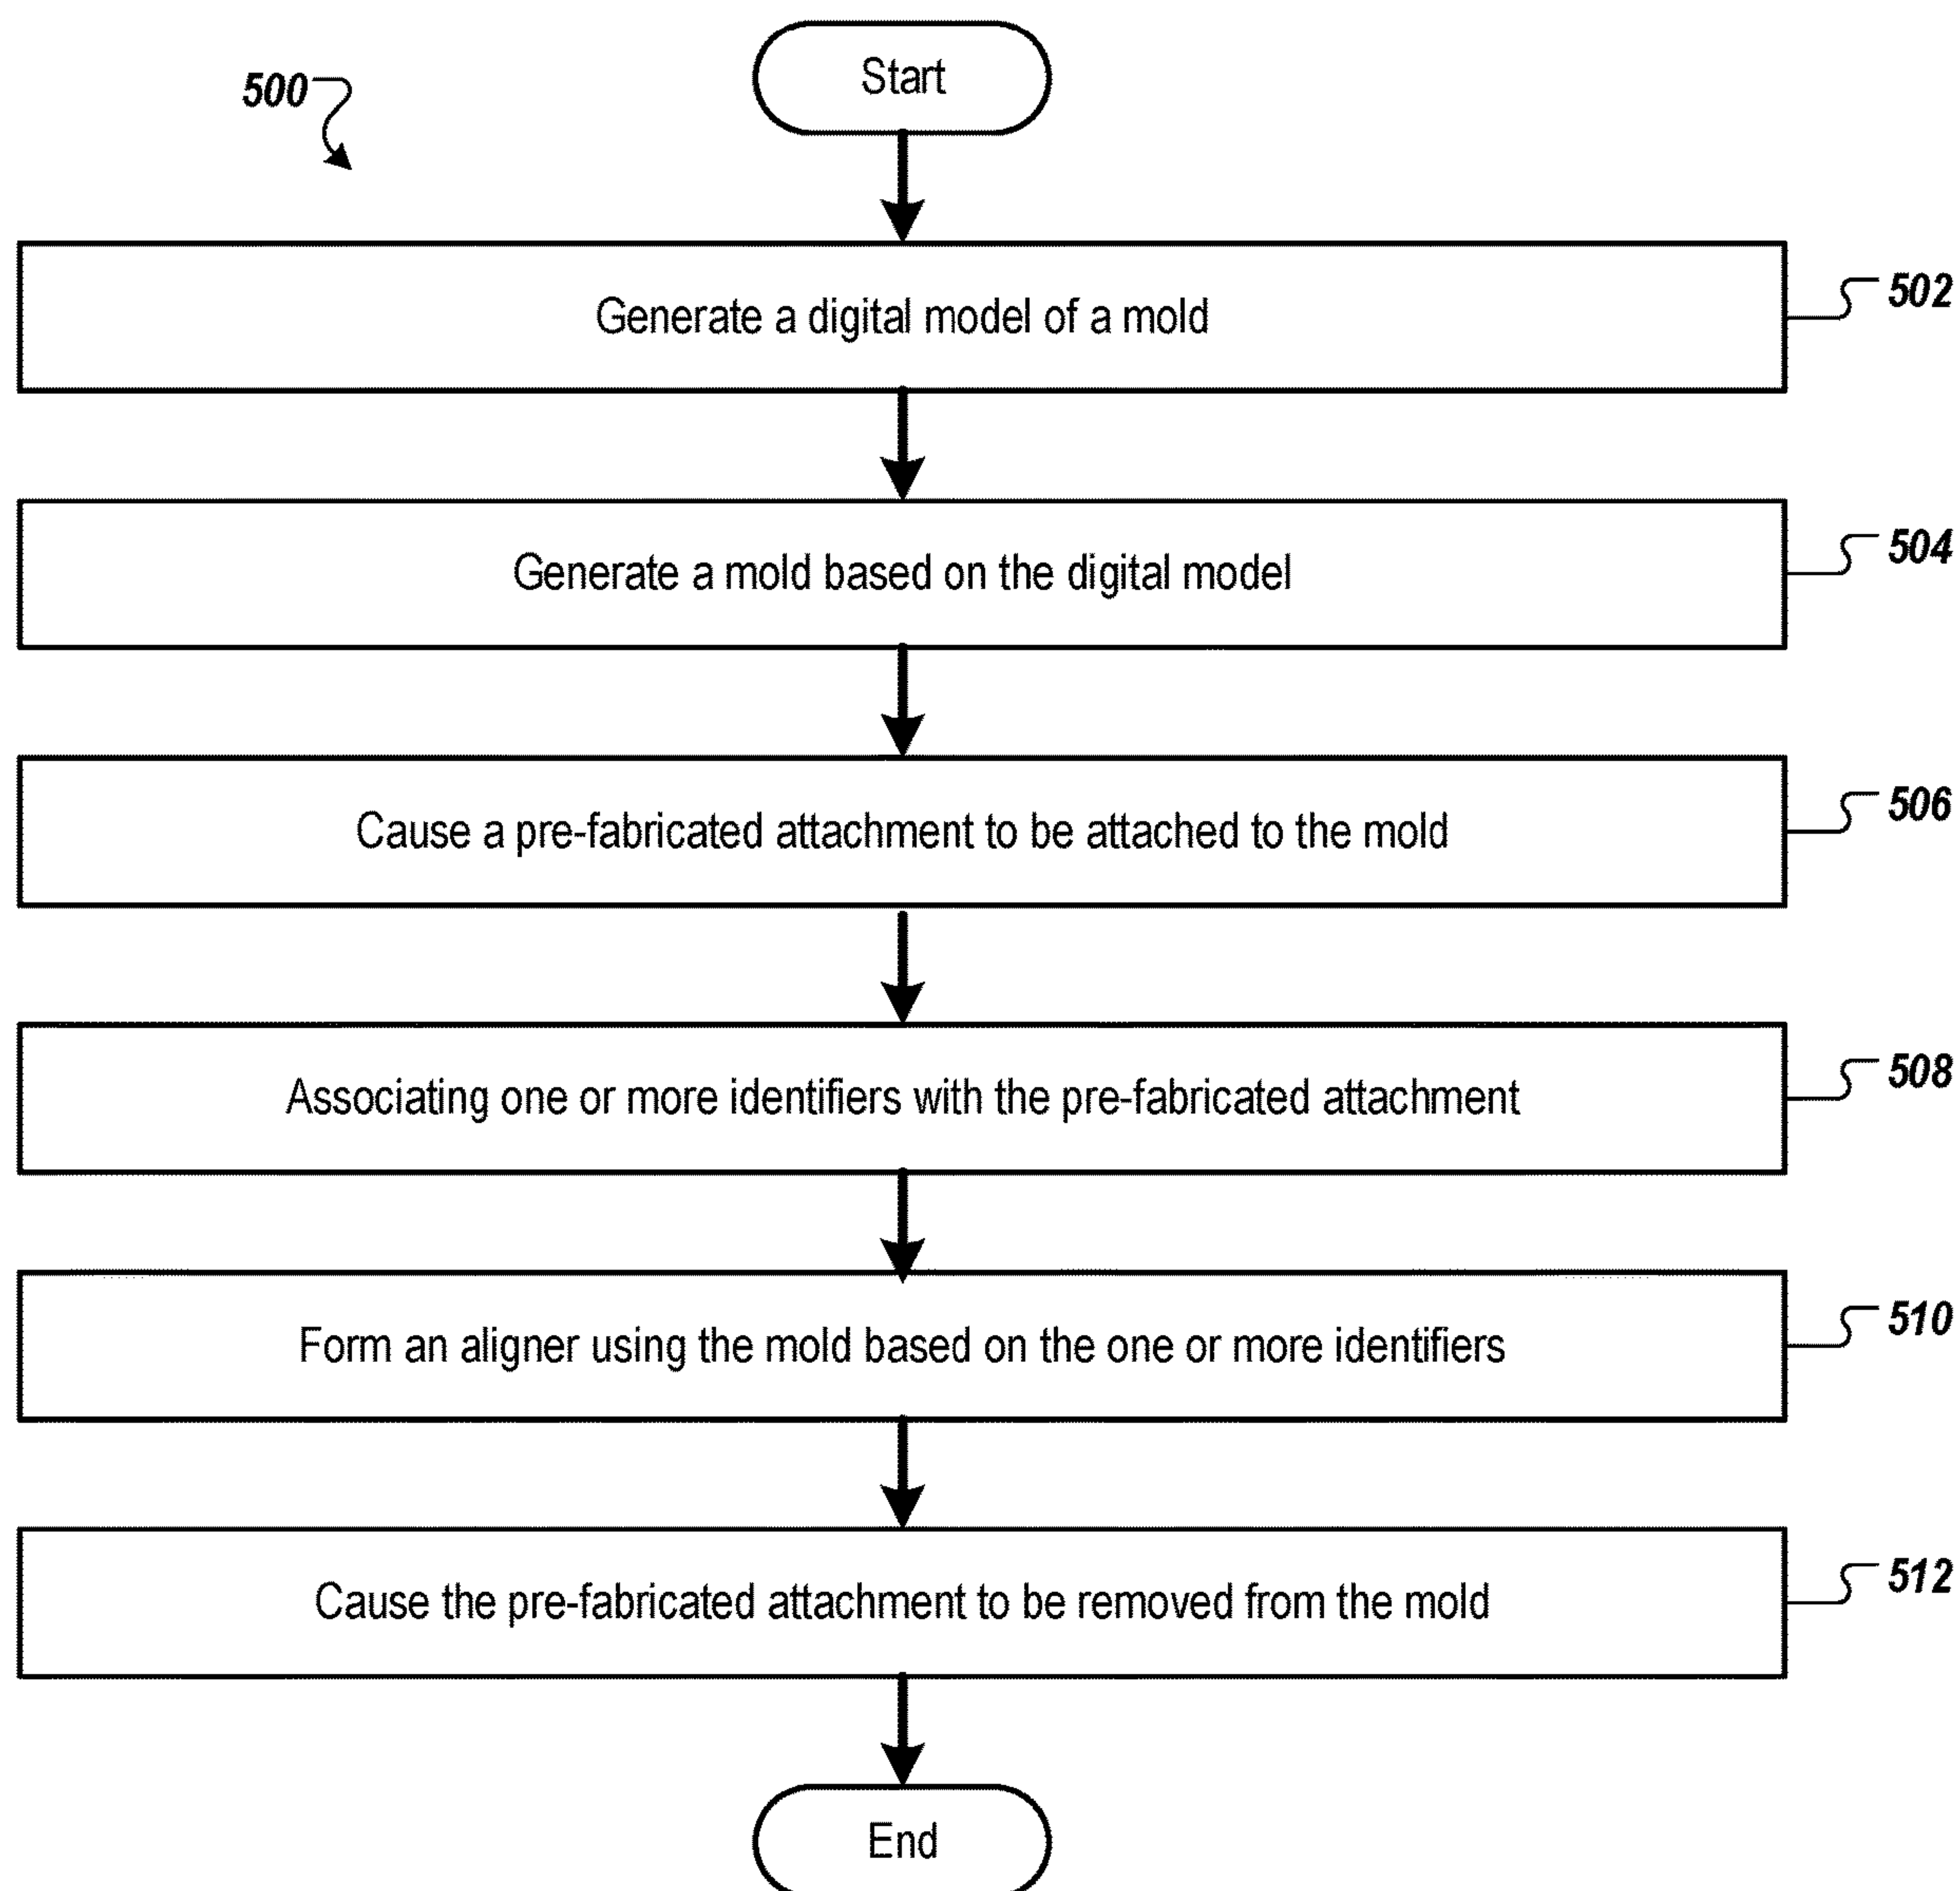 Start
500
Generate a digital model of a mold
502
Generate a mold based on the digital model
504
Cause a pre-fabricated attachment to be attached to the mold
506
Associating one or more identifiers with the pre-fabricated attachment
508
Form an aligner using the mold based on the one or more identifiers
510
Cause the pre-fabricated attachment to be removed from the mold
512
End